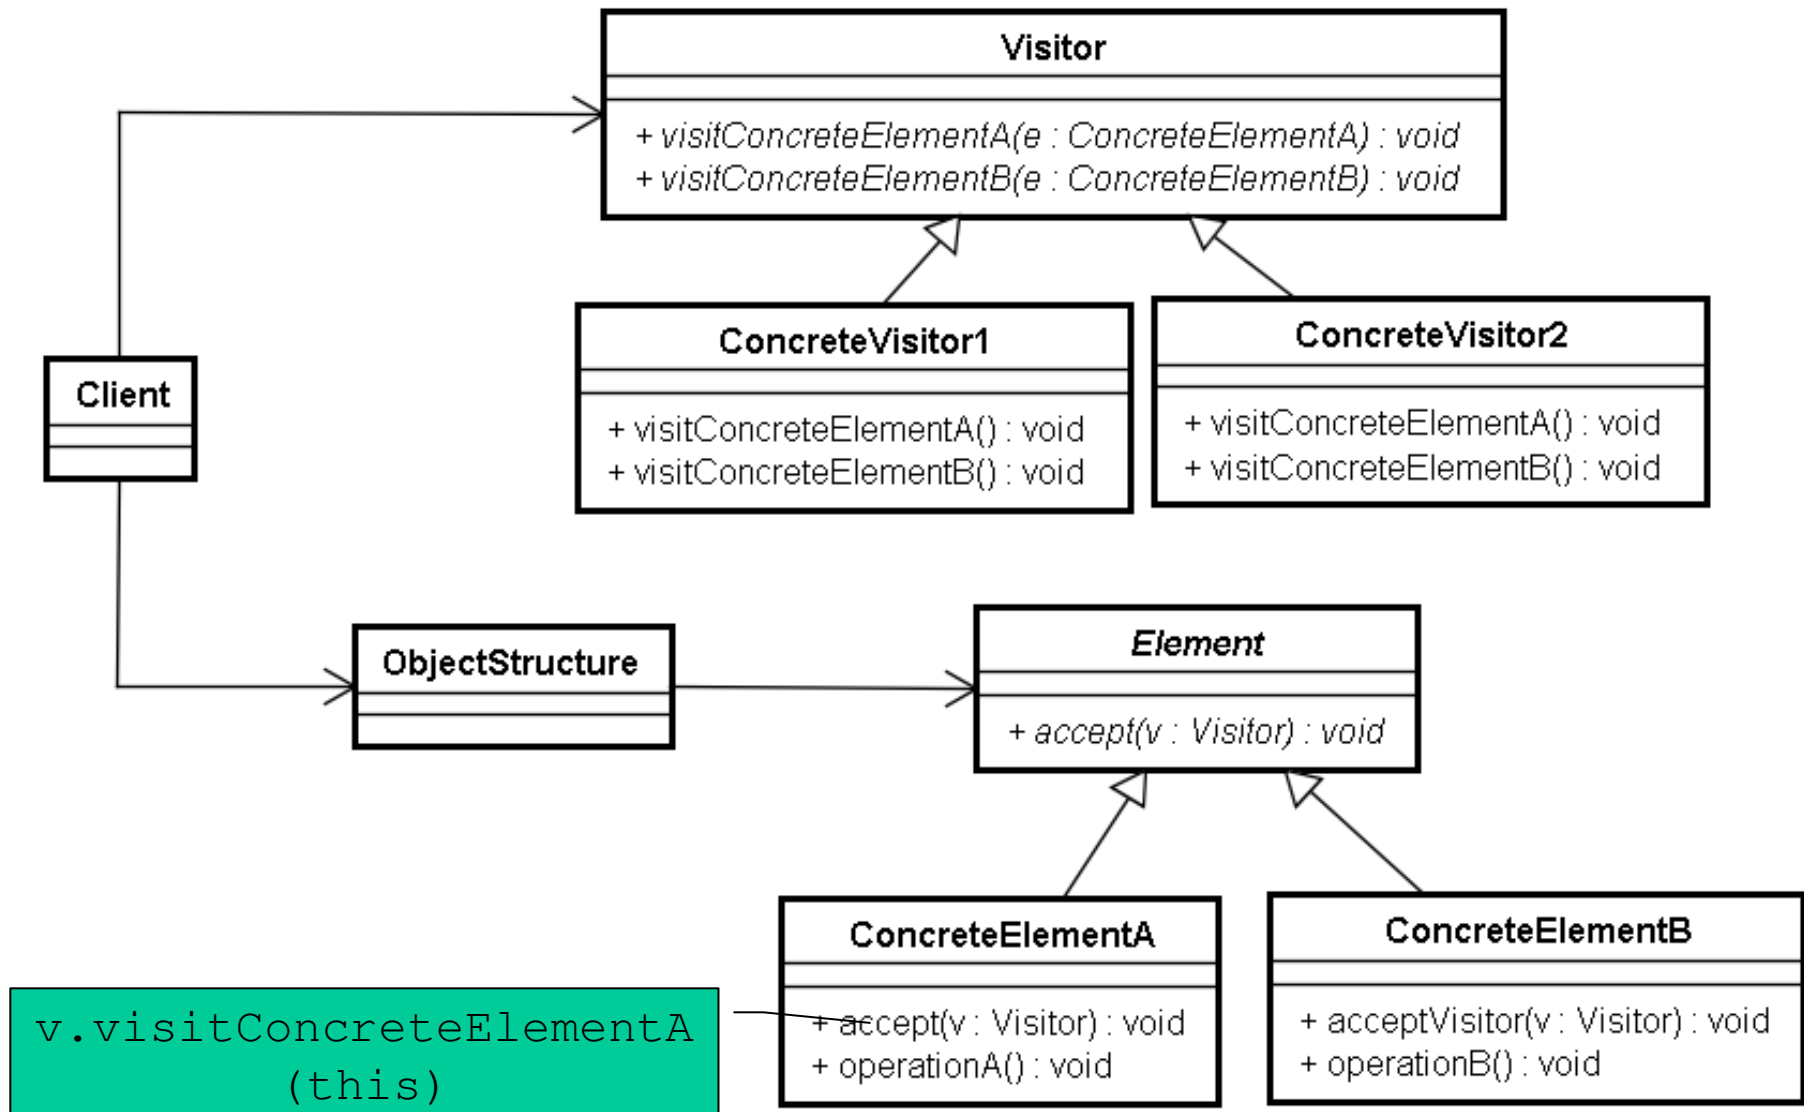 Visitor
+ visitConcreteElementA(e : ConcreteElementA) : void
+ visitConcreteElementB(e : ConcreteElementB) : void
ConcreteVisitor1
+ visitConcreteElementA() : void
+ visitConcreteElementB() : void
ConcreteVisitor2
+ visitConcreteElementA() : void
+ visitConcreteElementB() : void
Client
ObjectStructure
Element
+ accept(v : Visitor) : void
ConcreteElementA
+ accept(v : Visitor) : void
+ operationA() : void
ConcreteElementB
+ acceptVisitor(v : Visitor) : void
+ operationB() : void
v.visitConcreteElementA
(this)